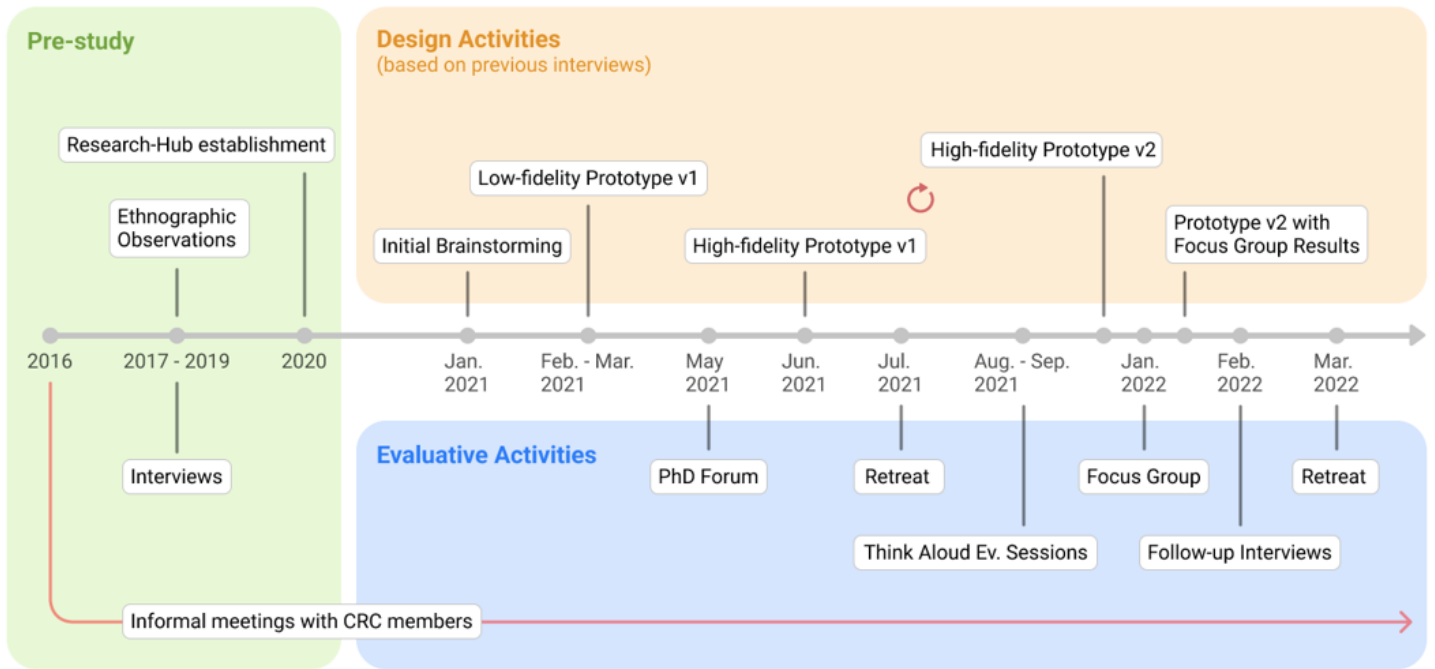 Pre-study
Design Activities
(based on previous interviews)
Research-Hub establishment
High-fidelity Prototype v2
Low-fidelity Prototype v1
Ethnographic
Observations
Prototype v2 with
Focus Group Results
Initial Brainstorming
High-fidelity Prototype v1
2016
2017 - 2019
2020
Jan.
2021
Feb. - Mar.
2021
May
2021
Jun.
2021
Jul.
2021
Aug. - Sep.
2021
Jan.
2022
Feb.
2022
Mar.
2022
Evaluative Activities
Interviews
PhD Forum
Retreat
Focus Group
Retreat
Think Aloud Ev. Sessions
Follow-up Interviews
Informal meetings with CRC members